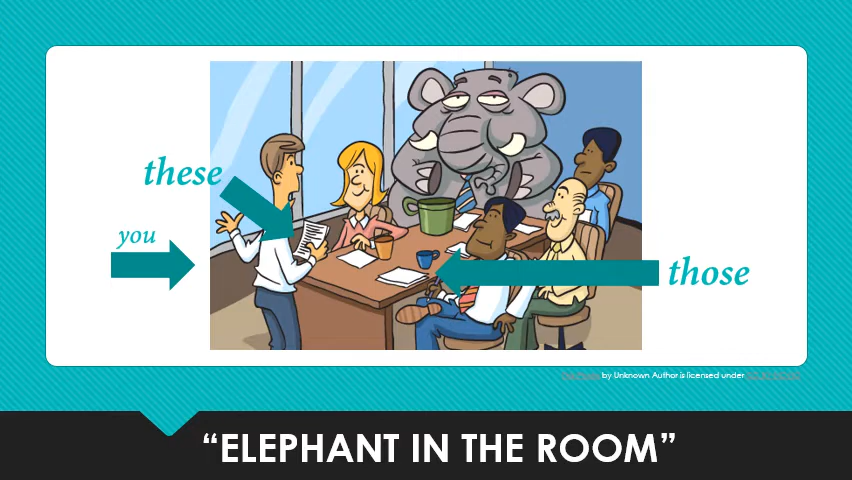 these
you
those
by Unknown Author is licensed under
“ELEPHANT IN THE ROOM”